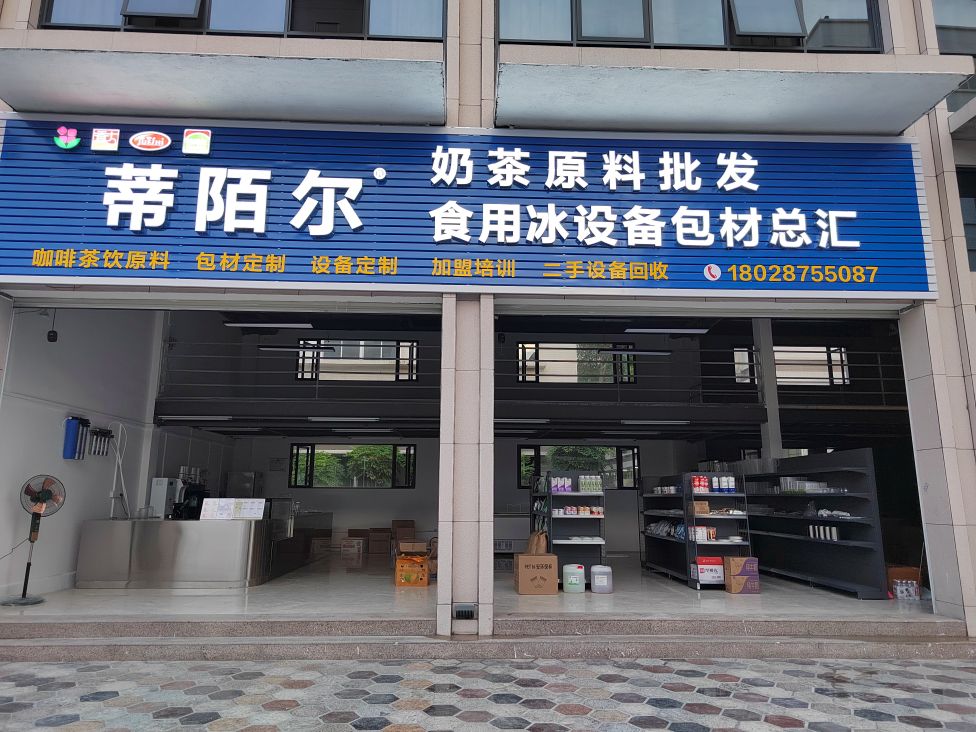 蒂陌尔
奶茶原料批发
食用冰设备包材总汇
咖啡茶饮原料 包材定制 设备定制 加盟培训 二手设备回收 18028755087